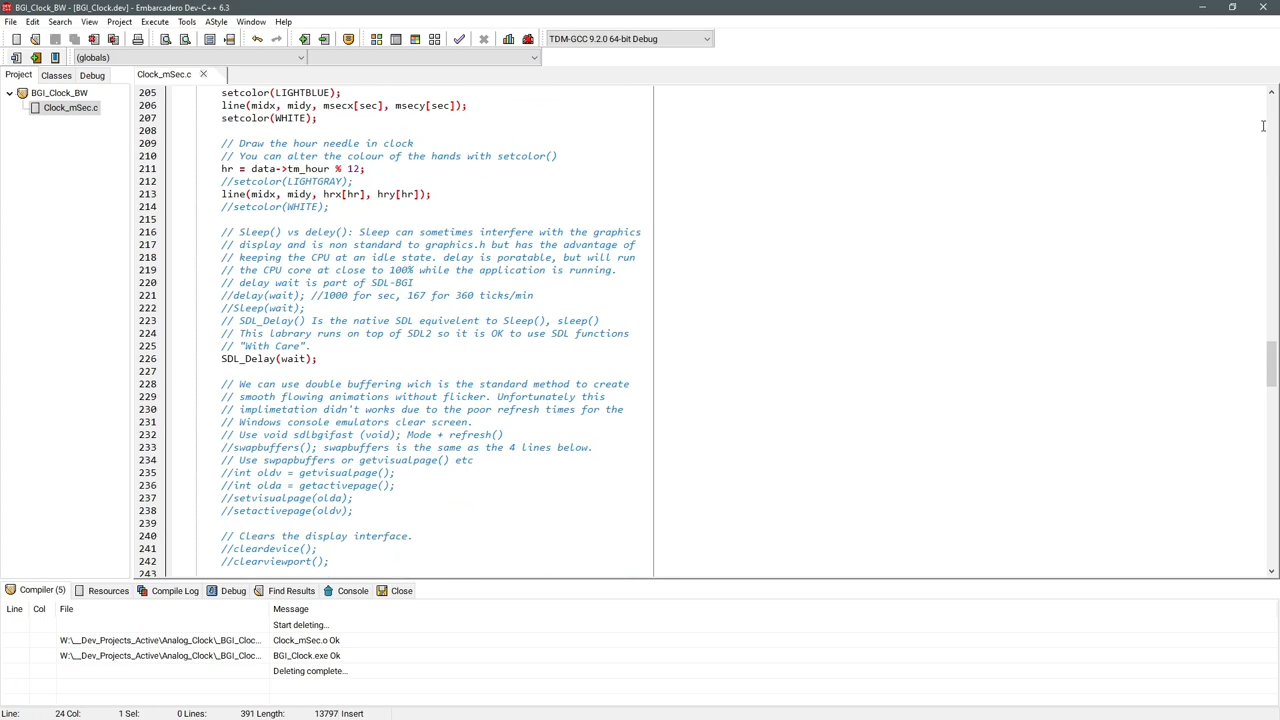 BGI_Clock_BW - [BGI_Clock.dev] - Embarcadero Dev-C++ 6.3
File Edit Search View Project Execute Tools AStyle Window Help
TDM-GCC 9.2.0 64-bit Debug
(globals)
Project Classes Debug Clock_mSec.c
BGI_Clock_BW
Clock_mSec.c
205 setcolor(LIGHTBLUE);
206 line(midx, midy, msecx[sec], msecy[sec]);
207 setcolor(WHITE);
208
209 // Draw the hour needle in clock
210 // You can alter the colour of the hands with setcolor()
211 hr = data->tm_hour % 12;
212 //setcolor(LIGHTGRAY);
213 line(midx, midy, hrx[hr], hry[hr]);
214 //setcolor(WHITE);
215
216 // Sleep() vs deley(): Sleep can sometimes interfere with the graphics
217 // display and is non standard to graphics.h but has the advantage of
218 // keeping the CPU at an idle state. delay is poratable, but will run
219 // the CPU core at close to 100% while the application is running.
220 // delay wait is part of SDL-BGI
221 //delay(wait); //1000 for sec, 167 for 360 ticks/min
222 //Sleep(wait);
223 // SDL_Delay() Is the native SDL equivelent to Sleep(), sleep()
224 // This labrary runs on top of SDL2 so it is OK to use SDL functions
225 // "With Care".
226 SDL_Delay(wait);
227
228 // We can use double buffering wich is the standard method to create
229 // smooth flowing animations without flicker. Unfortunately this
230 // implimetation didn't works due to the poor refresh times for the
231 // Windows console emulators clear screen.
232 // Use void sdlbgifast (void); Mode + refresh()
233 //swapbuffers(); swapbuffers is the same as the 4 lines below.
234 // Use swpapbuffers or getvisualpage() etc
235 //int oldv = getvisualpage();
236 //int olda = getactivepage();
237 //setvisualpage(olda);
238 //setactivepage(oldv);
239
240 // Clears the display interface.
241 //cleardevice();
242 //clearviewport();
243
Compiler (5) Resources Compile Log Debug Find Results Console Close
Line Col File Message
Start deleting...
W:\__Dev_Projects_Active\Analog_Clock\_BGI_Cloc... Clock_mSec.o Ok
W:\__Dev_Projects_Active\Analog_Clock\_BGI_Cloc... BGI_Clock.exe Ok
Deleting complete...
Line: 24 Col: 1 Sel: 0 Lines: 391 Length: 13797 Insert